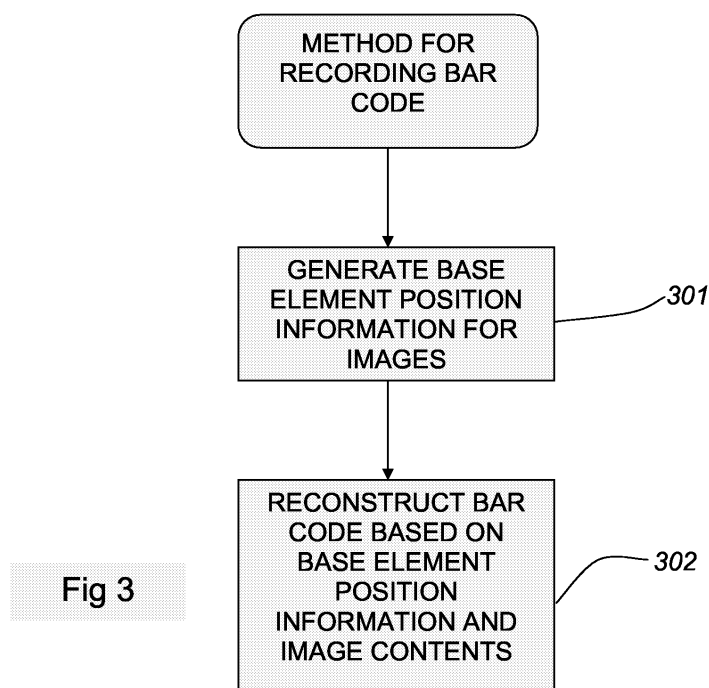 METHOD FOR
RECORDING BAR
CODE
GENERATE BASE
ELEMENT POSITION
INFORMATION FOR
IMAGES
301
RECONSTRUCT BAR
CODE BASED ON
BASE ELEMENT
POSITION
INFORMATION AND
IMAGE CONTENTS
302
Fig 3